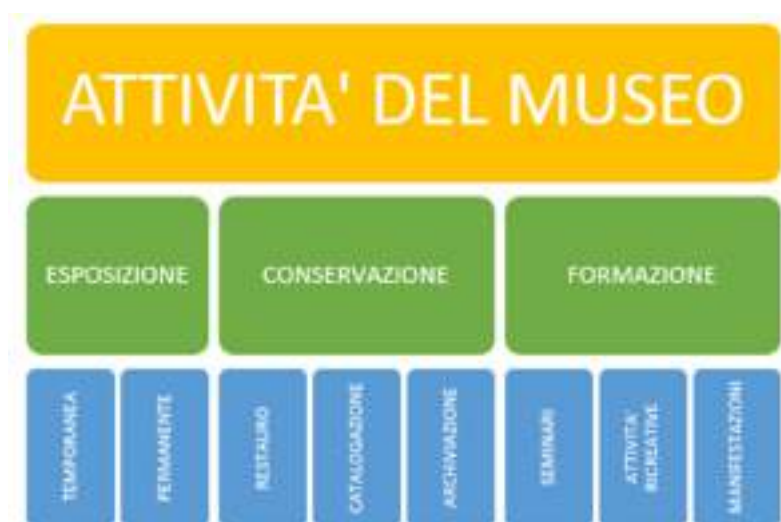 ATTIVITA' DEL MUSEO
ESPOSIZIONE
CONSERVAZIONE
FORMAZIONE
TEMPORANEA
PERMANENTE
RESTAURO
CATALOGAZIONE
ARCHIVIAZIONE
SEMINARI
ATTIVITA'
RICREATIVE
MANIFESTAZIONI